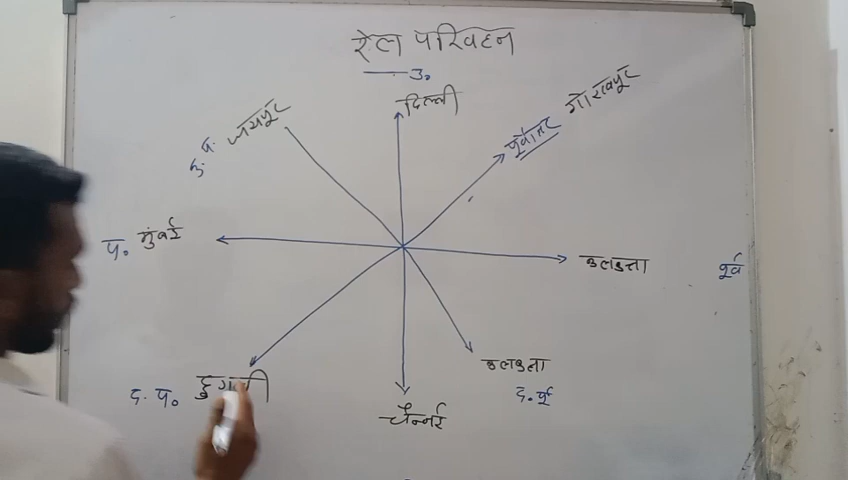 रेल परिवहन
उ.
दिल्ली
पूर्वोत्तर गोरखपुर
उ. प. जयपुर
प. मुंबई
कलकत्ता
पूर्व
कलकत्ता
द. पू
द. प.
चैन्नई